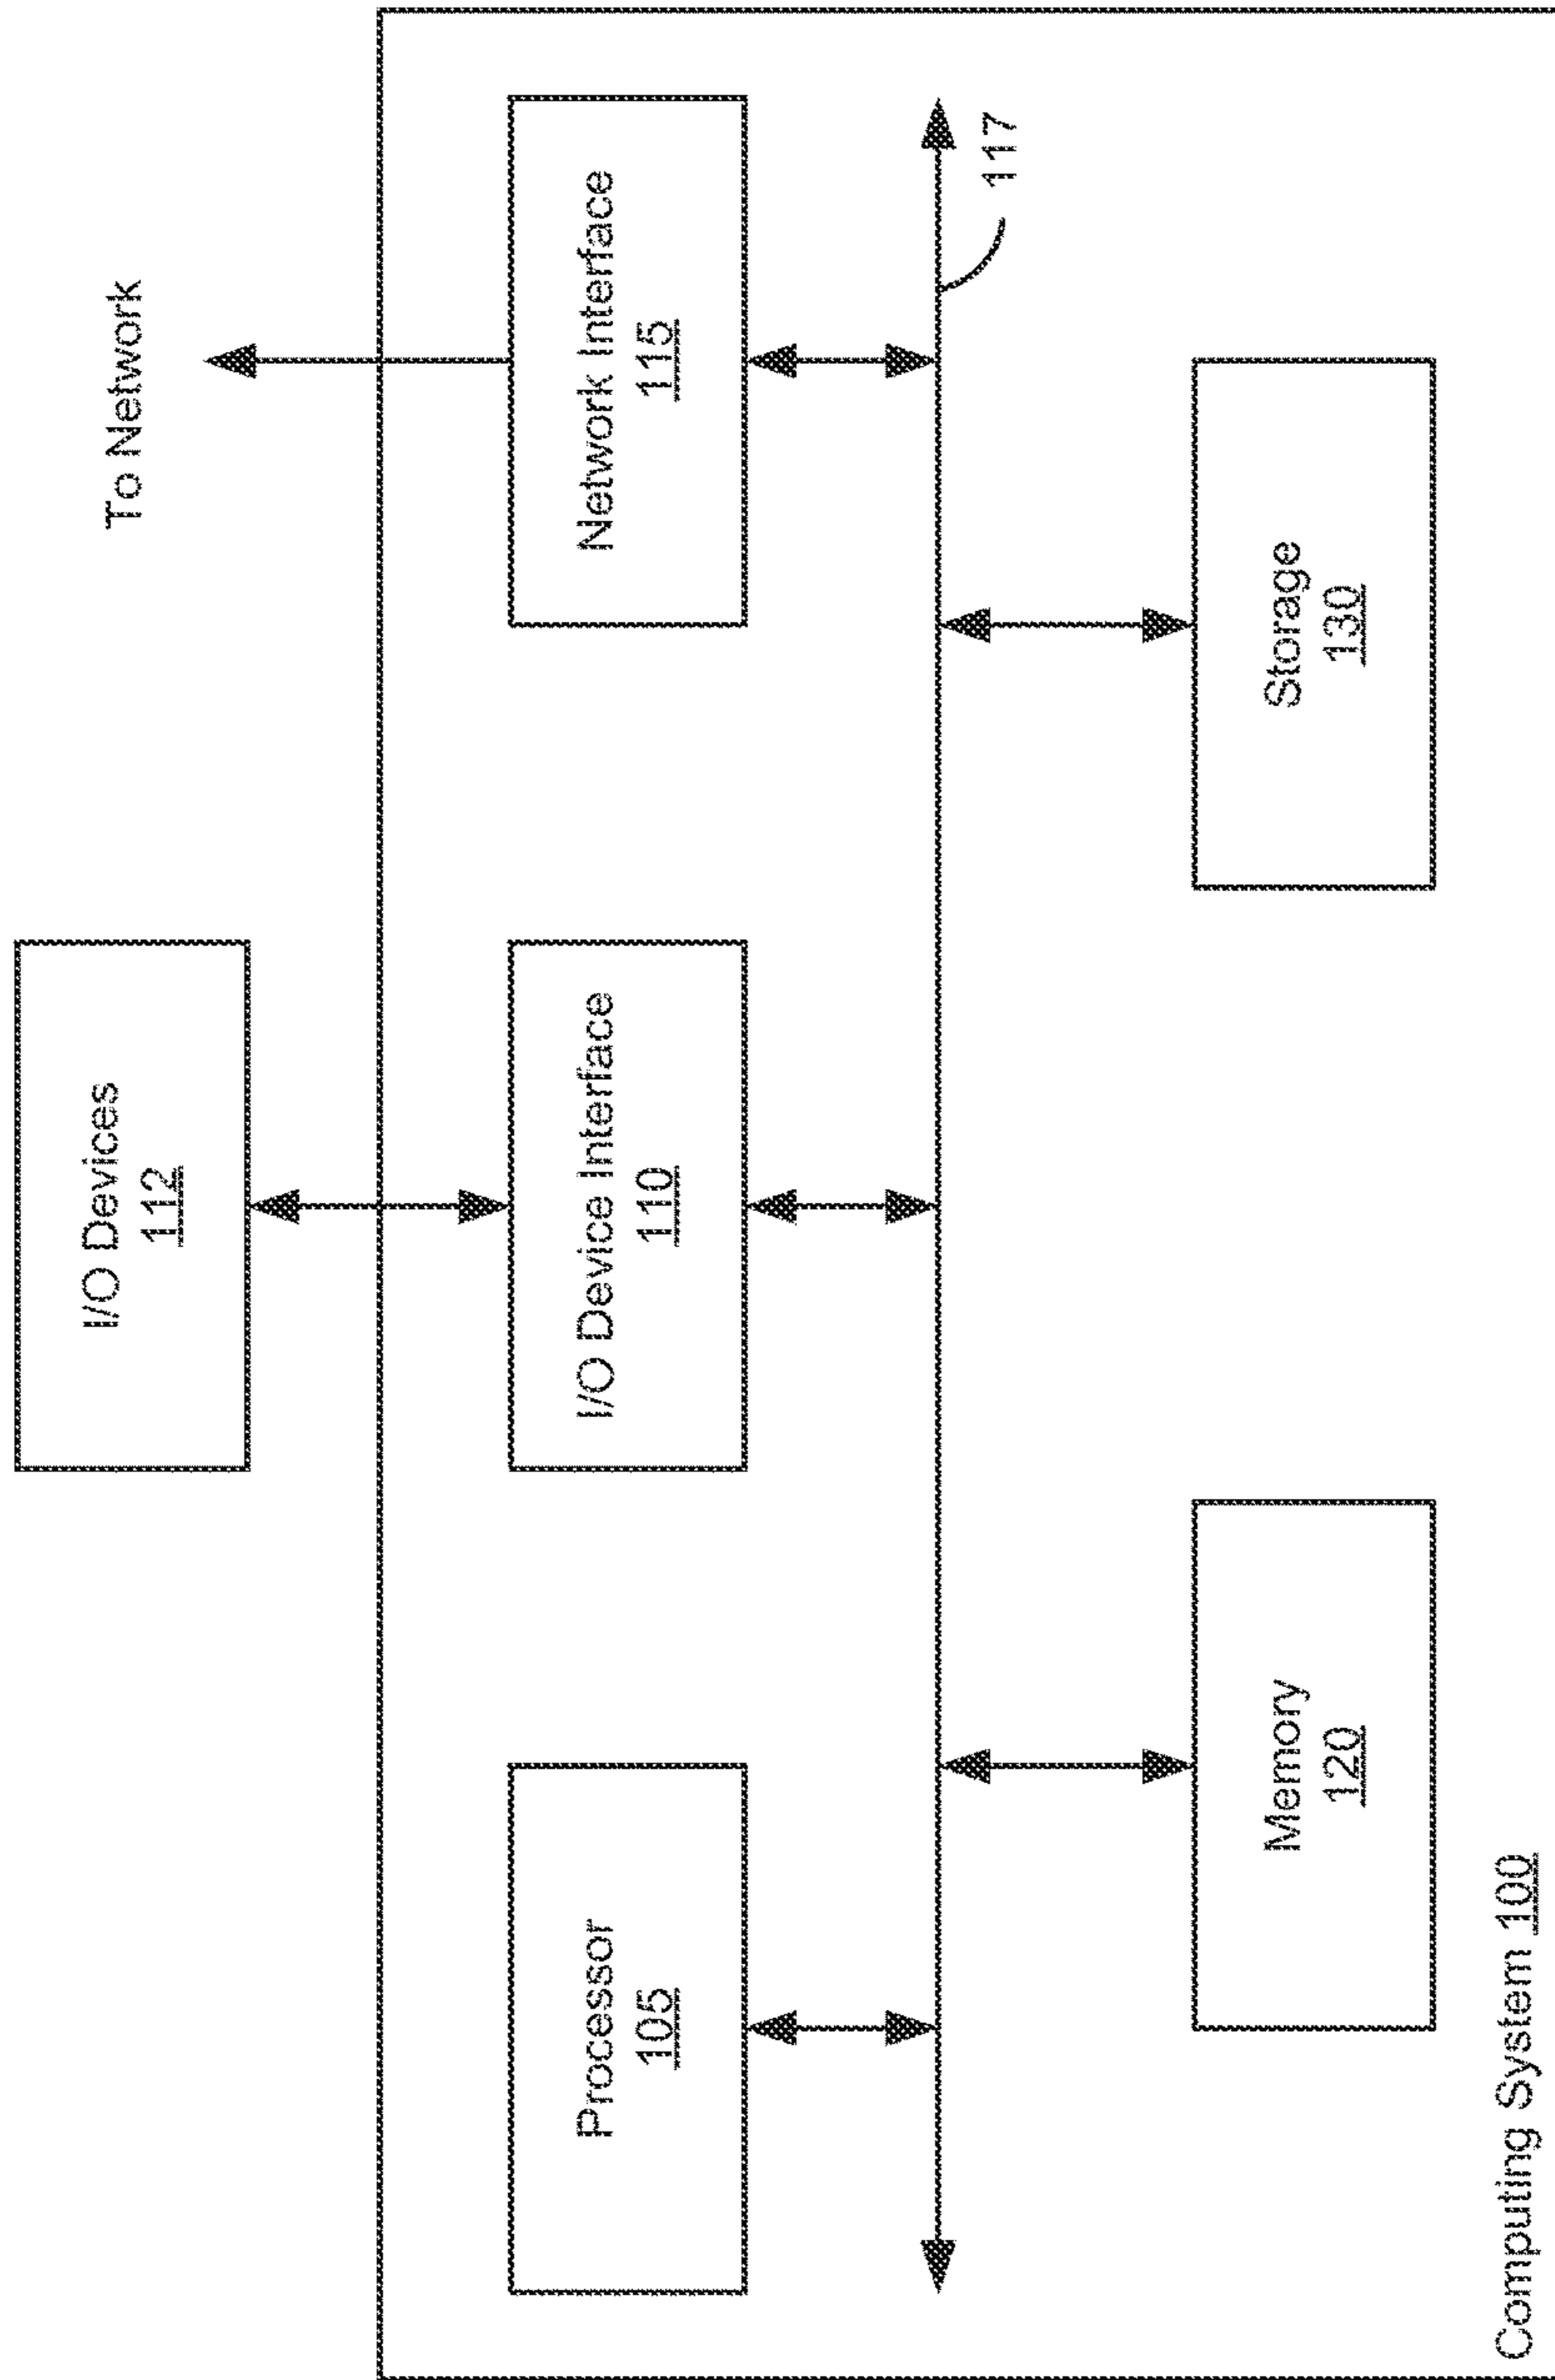 I/O Devices
112
To Network
Processor
105
I/O Device Interface
110
Network Interface
115
117
Memory
120
Storage
130
Computing System 100